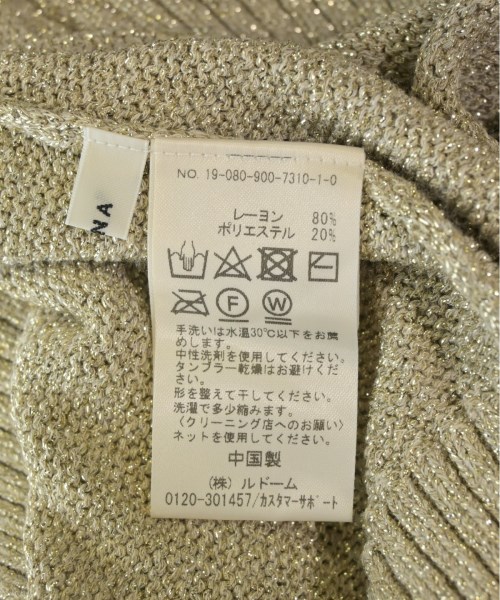 NA
NO. 19-080-900-7310-1-0
レーヨン 80%
ポリエステル 20%
F W
手洗いは水温30℃以下をお薦
めします。
中性洗剤を使用してください。
タンブラー乾燥はお避けくだ
さい。
形を整えて干してください。
洗濯で多少縮みます。
〈クリーニング店へのお願い〉
ネットを使用してください。
中国製
(株) ルドーム
0120-301457/カスタマーサポート